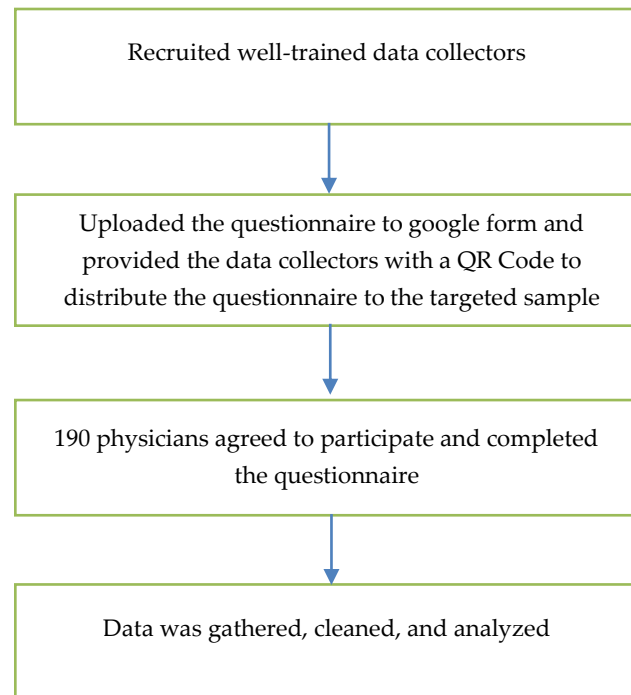 Recruited well-trained data collectors
Uploaded the questionnaire to google form and
provided the data collectors with a QR Code to
distribute the questionnaire to the targeted sample
190 physicians agreed to participate and completed
the questionnaire
Data was gathered, cleaned, and analyzed